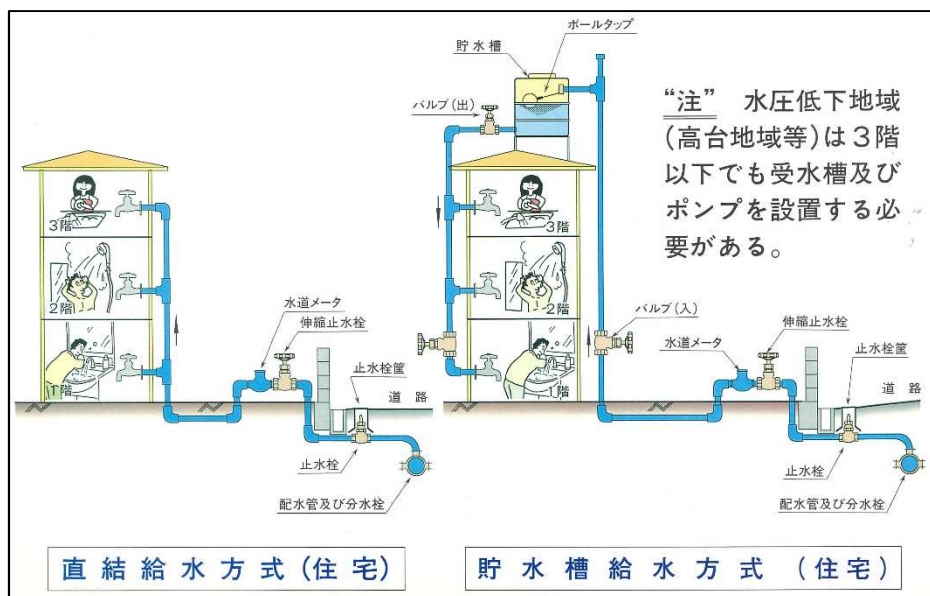 ボールタップ
貯水槽
バルブ(出)
“注” 水圧低下地域
(高台地域等)は3階
以下でも受水槽及び
ポンプを設置する必
要がある。
3階
2階
1階
水道メータ
伸縮止水栓
止水栓筐
道路
止水栓
配水管及び分水栓
直結給水方式(住宅)
3階
2階
1階
バルブ(入)
水道メータ
伸縮止水栓
止水栓筐
道路
止水栓
配水管及び分水栓
貯水槽給水方式 (住宅)